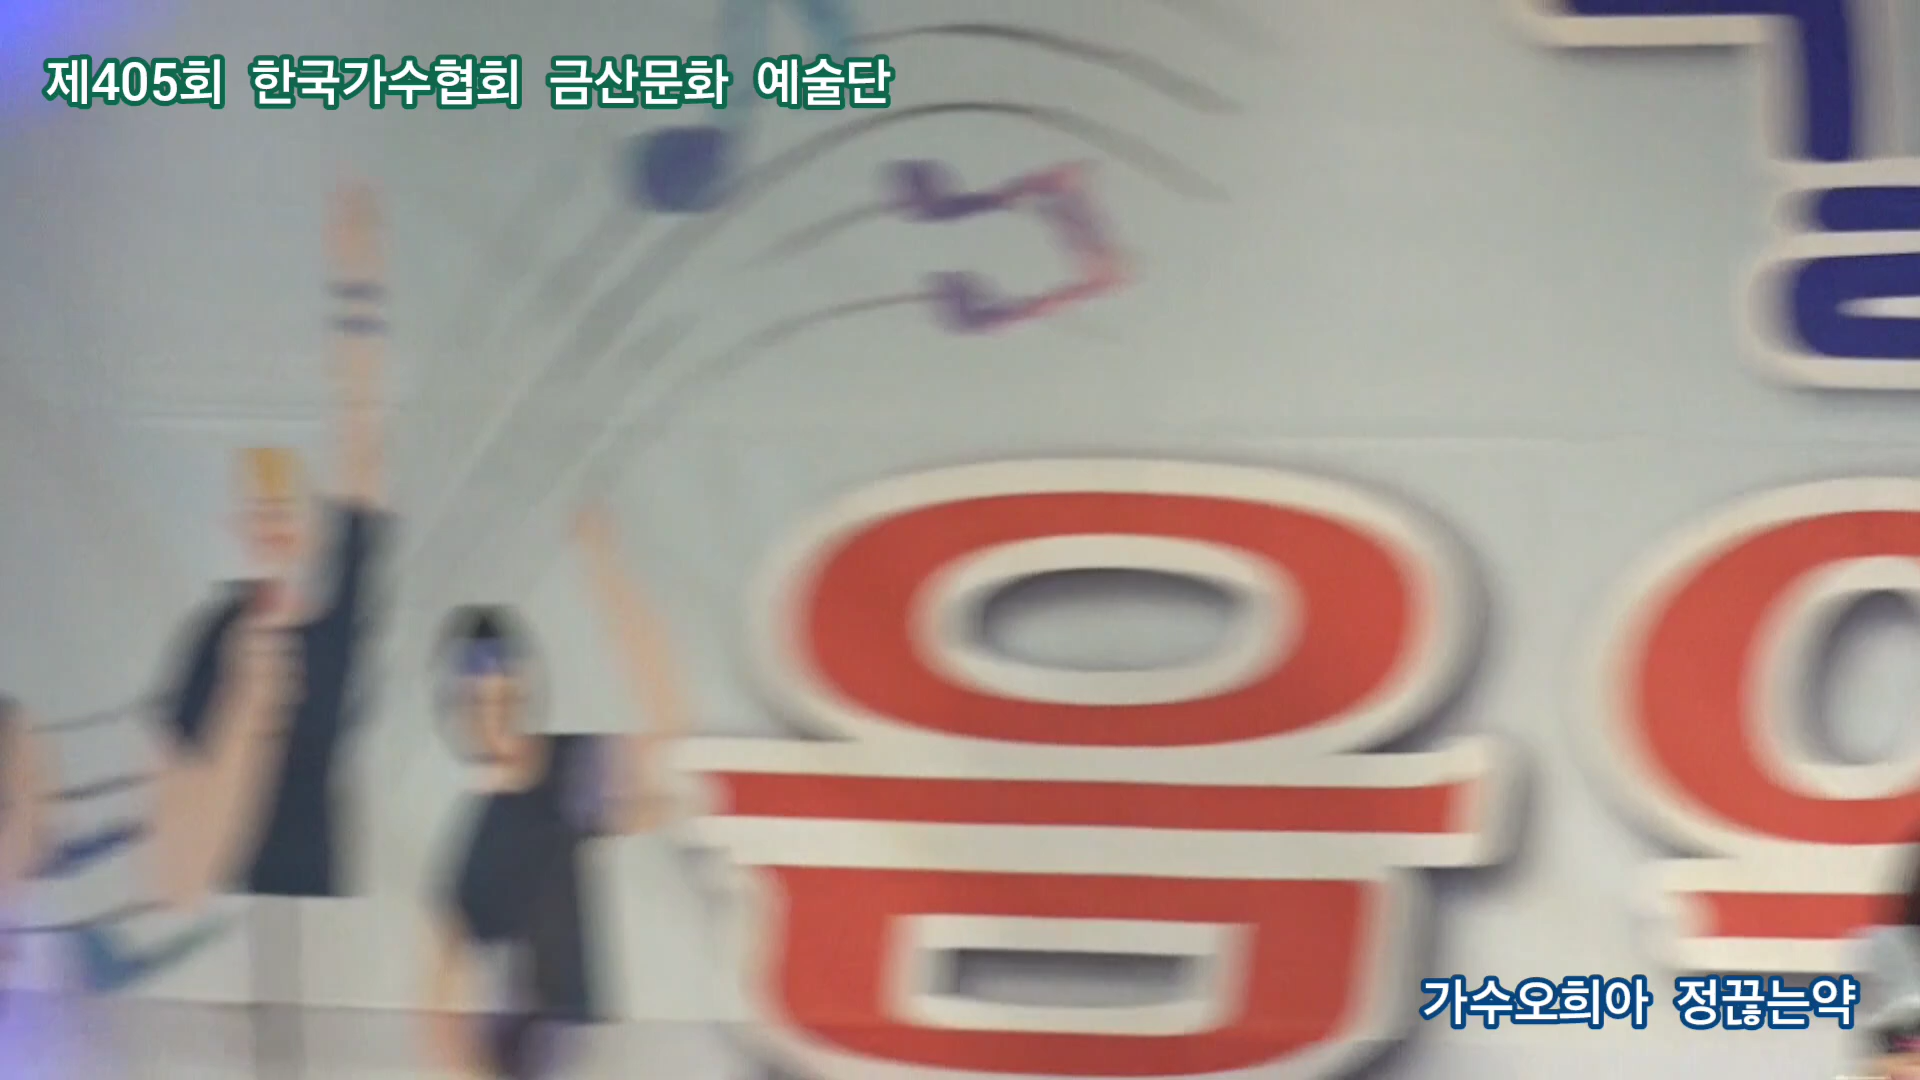 제405회 한국가수협회 금산문화 예술단
음
가수오희아 정끊는약